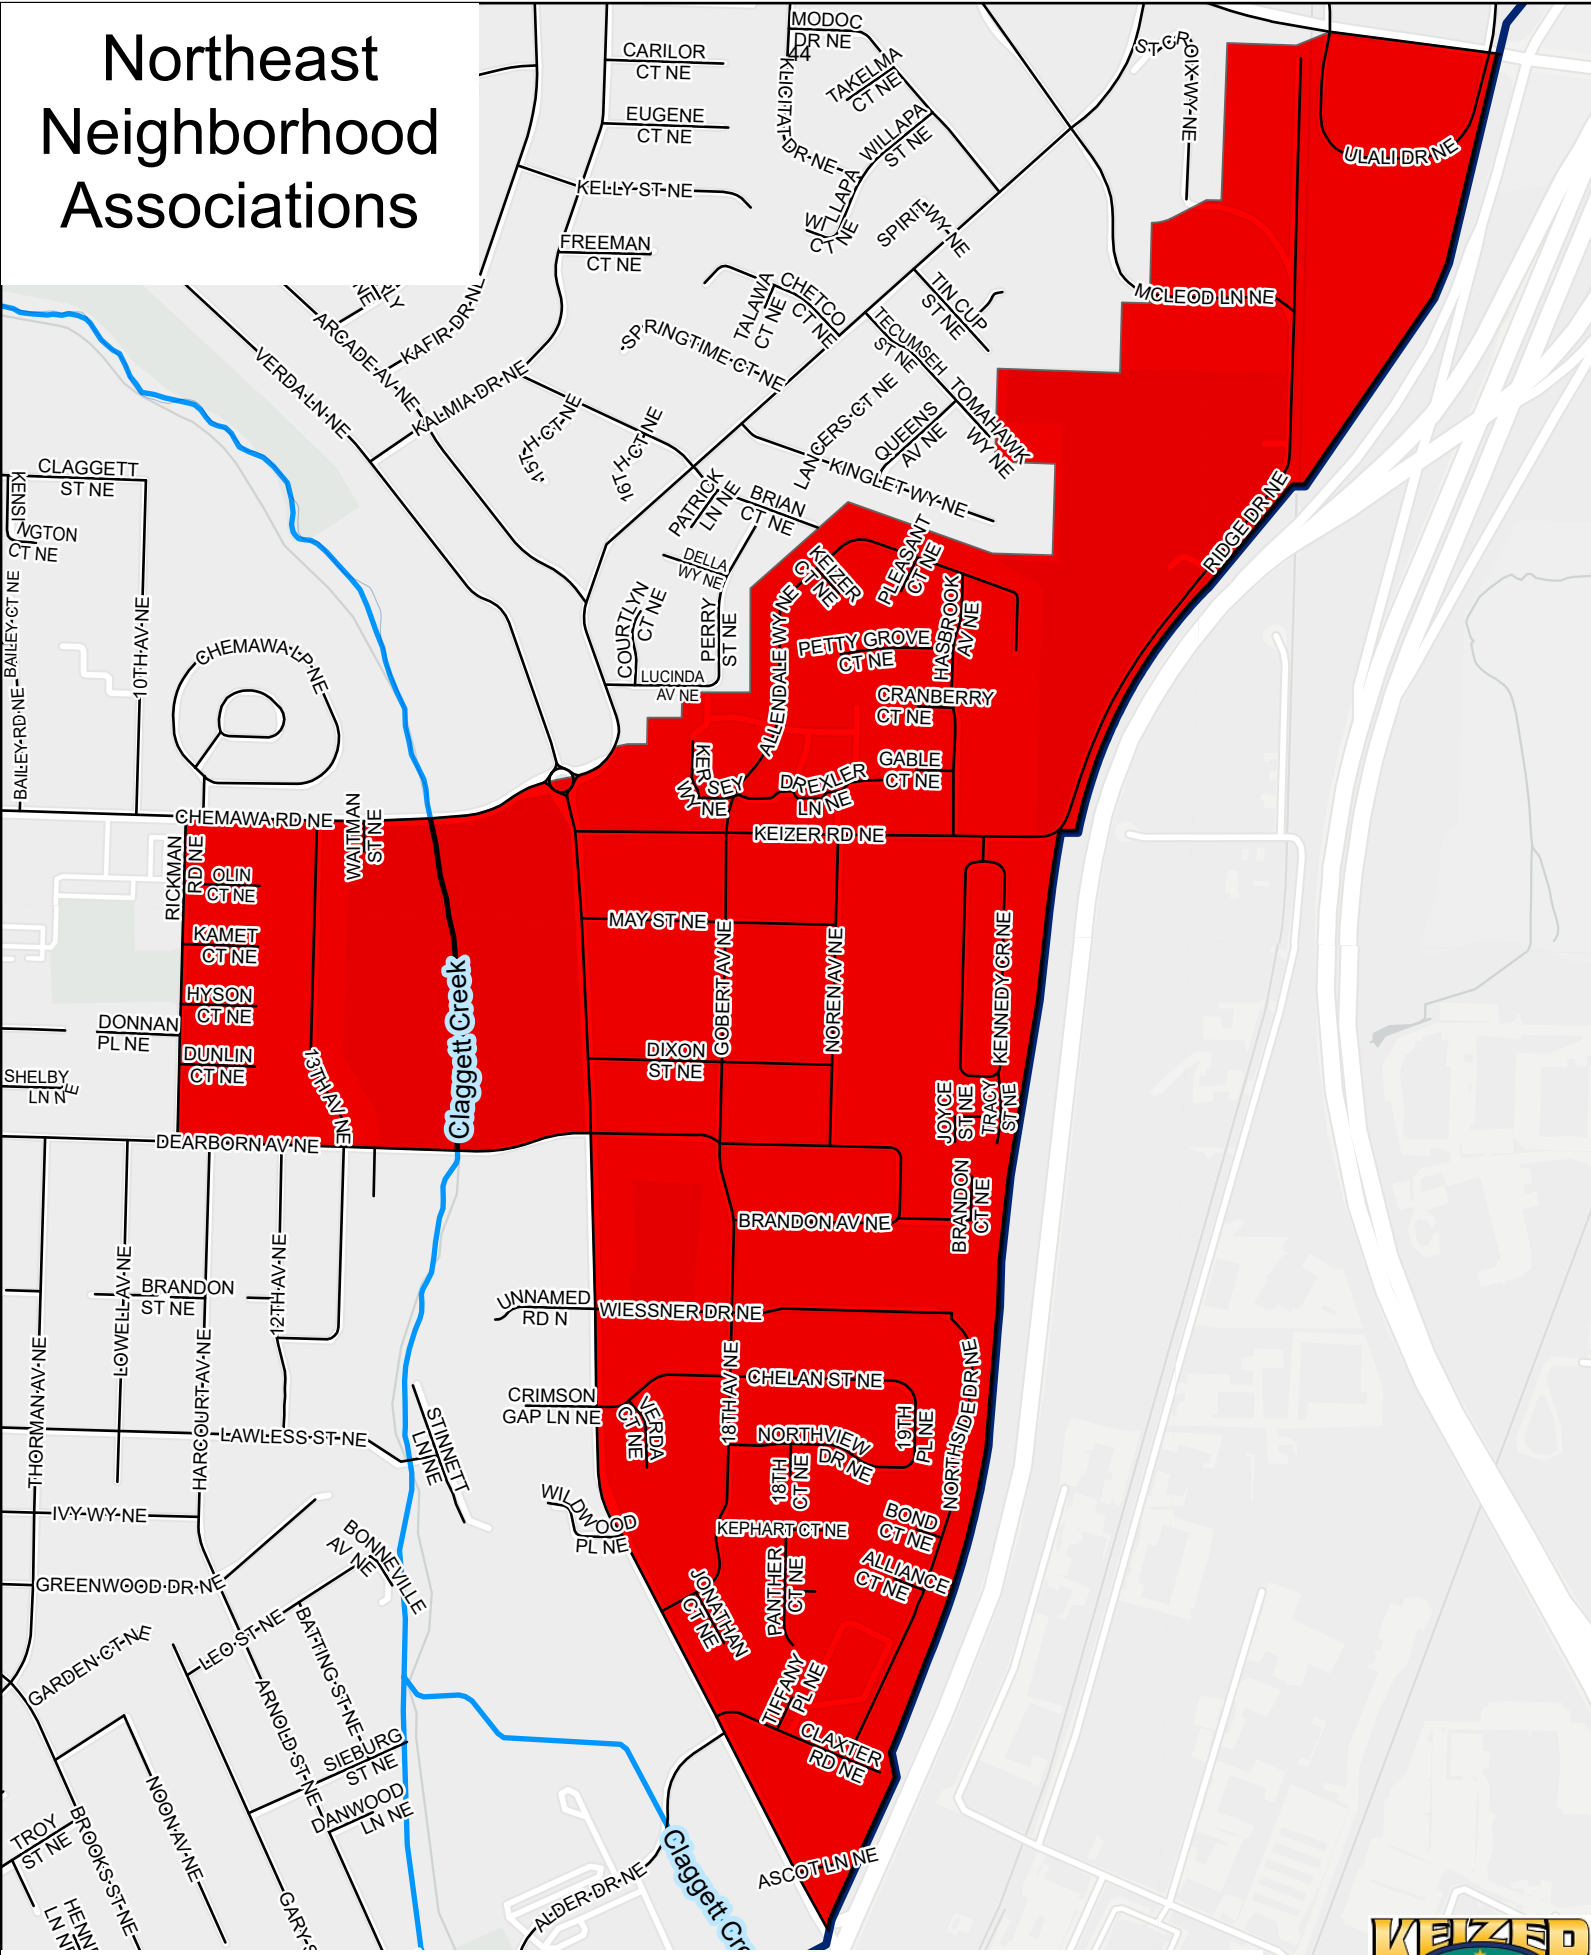 Northeast
Neighborhood
Associations
MODOC
DR NE
44
CARILOR
CT NE
TAKELMA
CT NE
ST CROIX WY NE
EUGENE
CT NE
KLICITAT DR NE
WILLAPA
ST NE
ULALI DR NE
KELLY ST NE
WILLAPA
CT NE
SPIRIT WY NE
FREEMAN
CT NE
MCLEOD LN NE
TALAWA
CT NE
CHETCO
CT NE
TIN CUP
ST NE
KAFIR DR NE
ARCADE AV NE
SPRINGTIME CT NE
TECUMSEH
ST NE
VERDA LN NE
KALMIA DR NE
LANCERS CT NE
TOMAHAWK
WY NE
QUEENS
AV NE
15TH CT NE
16TH CT NE
KINGLET WY NE
CLAGGETT
ST NE
KENSINGTON
CT NE
PATRICK
LN NE
BRIAN
CT NE
RIDGE DR NE
DELLA
WY NE
KEIZER
CT NE
PLEASANT
CT NE
BAILEY CT NE
10TH AV NE
COURTLYN
CT NE
PERRY
ST NE
ALLENDALE WY NE
HASBROOK
AV NE
PETTY GROVE
CT NE
CHEMAWA LP NE
LUCINDA
AV NE
CRANBERRY
CT NE
BAILEY RD NE
KERSEY
WY NE
DREXLER
LN NE
GABLE
CT NE
CHEMAWA RD NE
WAITMAN
ST NE
KEIZER RD NE
RICKMAN
RD NE
OLIN
CT NE
MAY ST NE
KAMET
CT NE
GOBERT AV NE
NOREN AV NE
KENNEDY CR NE
HYSON
CT NE
Claggett Creek
DONNAN
PL NE
DUNLIN
CT NE
13TH AV NE
DIXON
ST NE
SHELBY
LN NE
JOYCE
ST NE
TRACY
ST NE
DEARBORN AV NE
BRANDON
CT NE
BRANDON AV NE
LOWELL AV NE
BRANDON
ST NE
12TH AV NE
UNNAMED
RD N
WIESSNER DR NE
THORMAN AV NE
HARCOURT AV NE
18TH AV NE
CHELAN ST NE
NORTHSIDE DR NE
CRIMSON
GAP LN NE
VERDA
CT NE
19TH
PL NE
LAWLESS ST NE
STINNETT
LN NE
NORTHVIEW
DR NE
18TH
CT NE
IVY WY NE
WILDWOOD
PL NE
BOND
CT NE
KEPHART CT NE
BONNEVILLE
AV NE
GREENWOOD DR NE
PANTHER
CT NE
ALLIANCE
CT NE
JONATHAN
CT NE
GARDEN CT NE
LEO ST NE
BATTING ST NE
TIFFANY
PL NE
ARNOLD ST NE
CLAXTER
RD NE
SIEBURG
ST NE
NOON AV NE
DANWOOD
LN NE
TROY
ST NE
BROOKS ST NE
ASCOT LN NE
ALDER DR NE
Claggett Cre
GARY S
HENN
LN NE
KEIZER